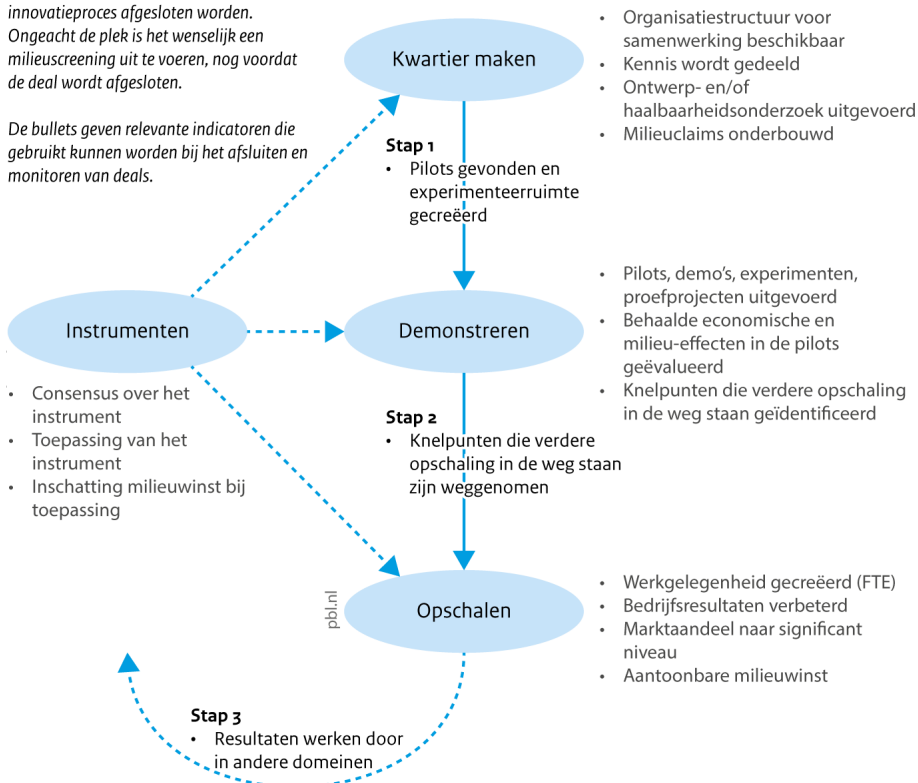 innovatieproces afgesloten worden.
Ongeacht de plek is het wenselijk een
milieuscreening uit te voeren, nog voordat
de deal wordt afgesloten.
De bullets geven relevante indicatoren die
gebruikt kunnen worden bij het afsluiten en
monitoren van deals.
Kwartier maken
• Organisatiestructuur voor
samenwerking beschikbaar
• Kennis wordt gedeeld
• Ontwerp- en/of
haalbaarheidsonderzoek uitgevoerd
• Milieuclaims onderbouwd
Stap 1
• Pilots gevonden en
experimenteerruimte
gecreëerd
Instrumenten
• Consensus over het
instrument
• Toepassing van het
instrument
• Inschatting milieuwinst bij
toepassing
Demonstreren
• Pilots, demo's, experimenten,
proefprojecten uitgevoerd
• Behaalde economische en
milieu-effecten in de pilots
geëvalueerd
• Knelpunten die verdere opschaling
in de weg staan geïdentificeerd
Stap 2
• Knelpunten die verdere
opschaling in de weg staan
zijn weggenomen
pbl.nl
Opschalen
• Werkgelegenheid gecreëerd (FTE)
• Bedrijfsresultaten verbeterd
• Marktaandeel naar significant
niveau
• Aantoonbare milieuwinst
Stap 3
• Resultaten werken door
in andere domeinen